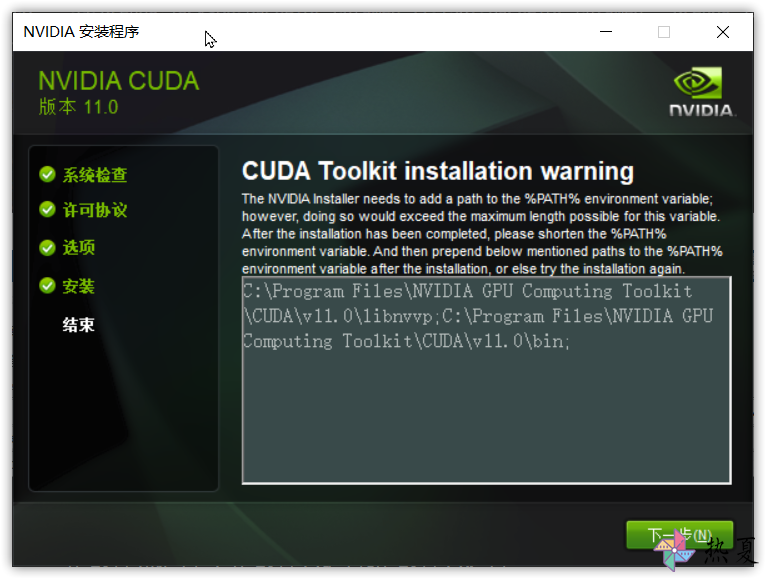 NVIDIA 安装程序
NVIDIA CUDA
版本 11.0
NVIDIA.
系统检查
许可协议
选项
安装
结束
CUDA Toolkit installation warning
The NVIDIA Installer needs to add a path to the %PATH% environment variable;
however, doing so would exceed the maximum length possible for this variable.
After the installation has been completed, please shorten the %PATH%
environment variable. And then prepend below mentioned paths to the %PATH%
environment variable after the installation, or else try the installation again.
C:\Program Files\NVIDIA GPU Computing Toolkit
\CUDA\v11.0\libnvvp;C:\Program Files\NVIDIA GPU
Computing Toolkit\CUDA\v11.0\bin;
下一步(N)
热夏